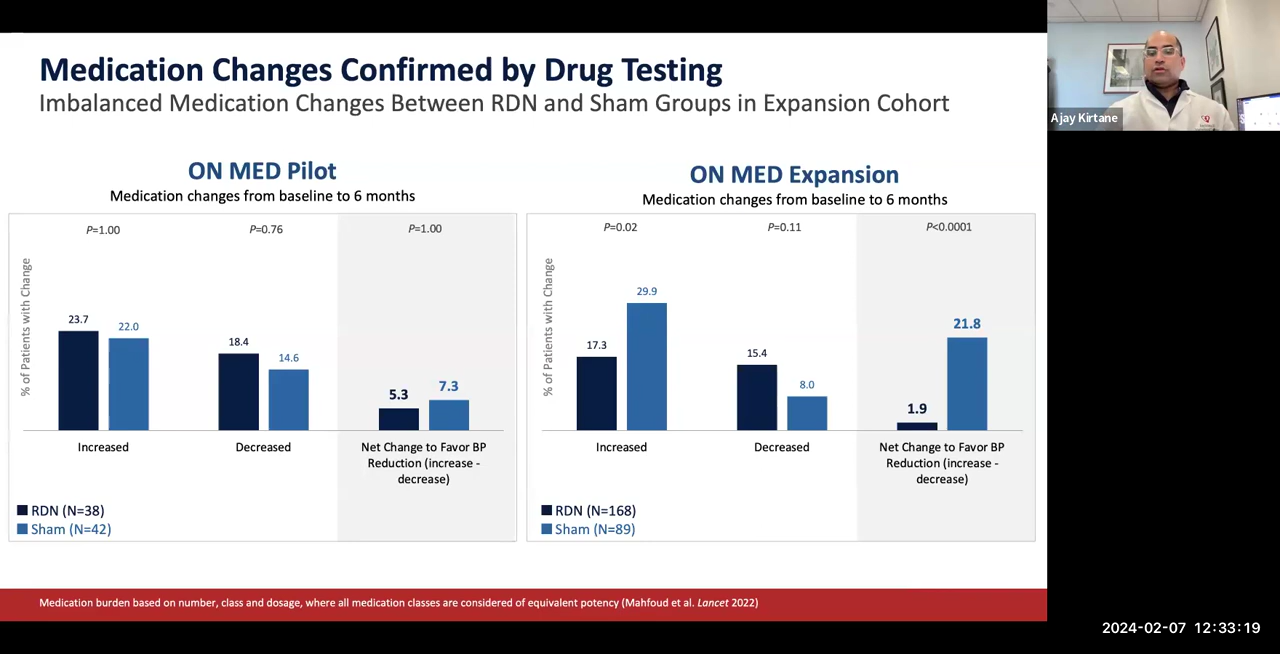 Medication Changes Confirmed by Drug Testing
Imbalanced Medication Changes Between RDN and Sham Groups in Expansion Cohort
Ajay Kirtane
ON MED Pilot
Medication changes from baseline to 6 months
P=1.00
P=0.76
P=1.00
% of Patients with Change
23.7
22.0
18.4
14.6
5.3
7.3
Increased
Decreased
Net Change to Favor BP
Reduction (increase -
decrease)
RDN (N=38)
Sham (N=42)
ON MED Expansion
Medication changes from baseline to 6 months
P=0.02
P=0.11
P<0.0001
% of Patients with Change
17.3
29.9
15.4
8.0
1.9
21.8
Increased
Decreased
Net Change to Favor BP
Reduction (increase -
decrease)
RDN (N=168)
Sham (N=89)
Medication burden based on number, class and dosage, where all medication classes are considered of equivalent potency (Mahfoud et al. Lancet 2022)
2024-02-07 12:33:19